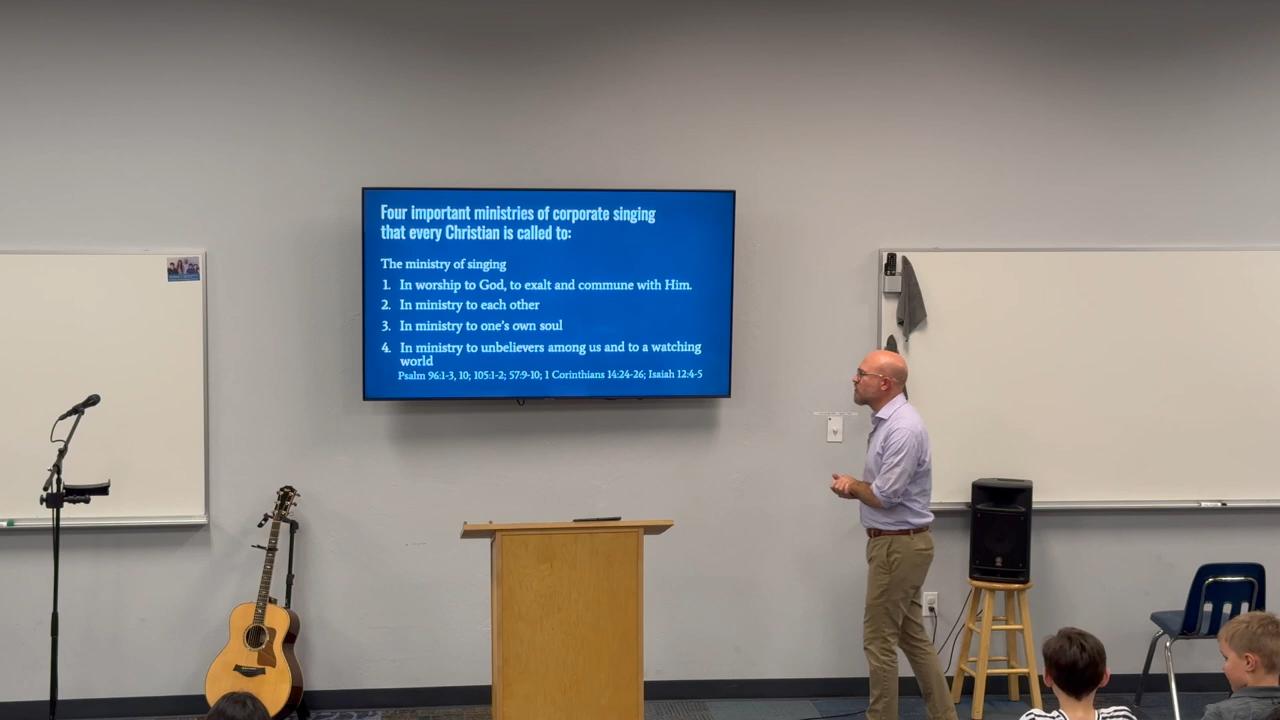 Four important ministries of corporate singing
that every Christian is called to:
The ministry of singing
1. In worship to God, to exalt and commune with Him.
2. In ministry to each other
3. In ministry to one's own soul
4. In ministry to unbelievers among us and to a watching
world
Psalm 96:1-3, 10; 105:1-2; 57:9-10; 1 Corinthians 14:24-26; Isaiah 12:4-5